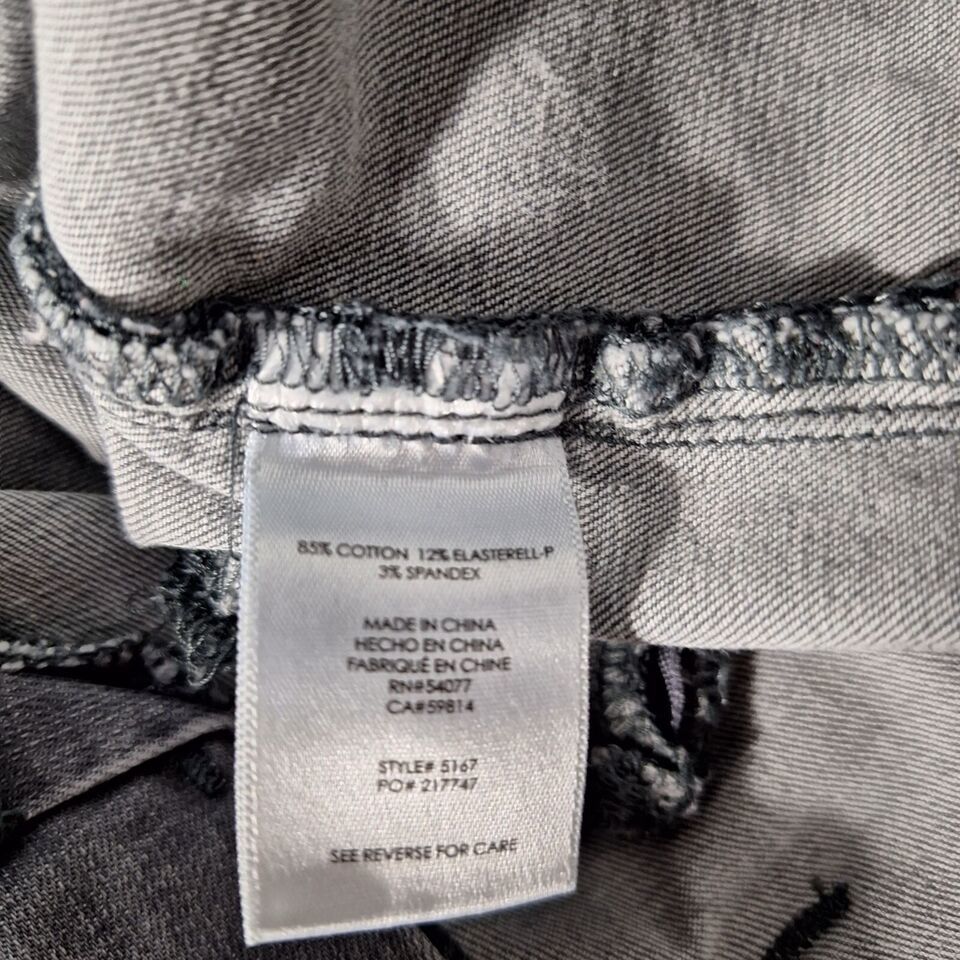 85% COTTON 12% ELASTERELL-P
3% SPANDEX
MADE IN CHINA
HECHO EN CHINA
FABRIQUÉ EN CHINE
RN#54077
CA#59814
STYLE# 5167
PO# 217747
SEE REVERSE FOR CARE